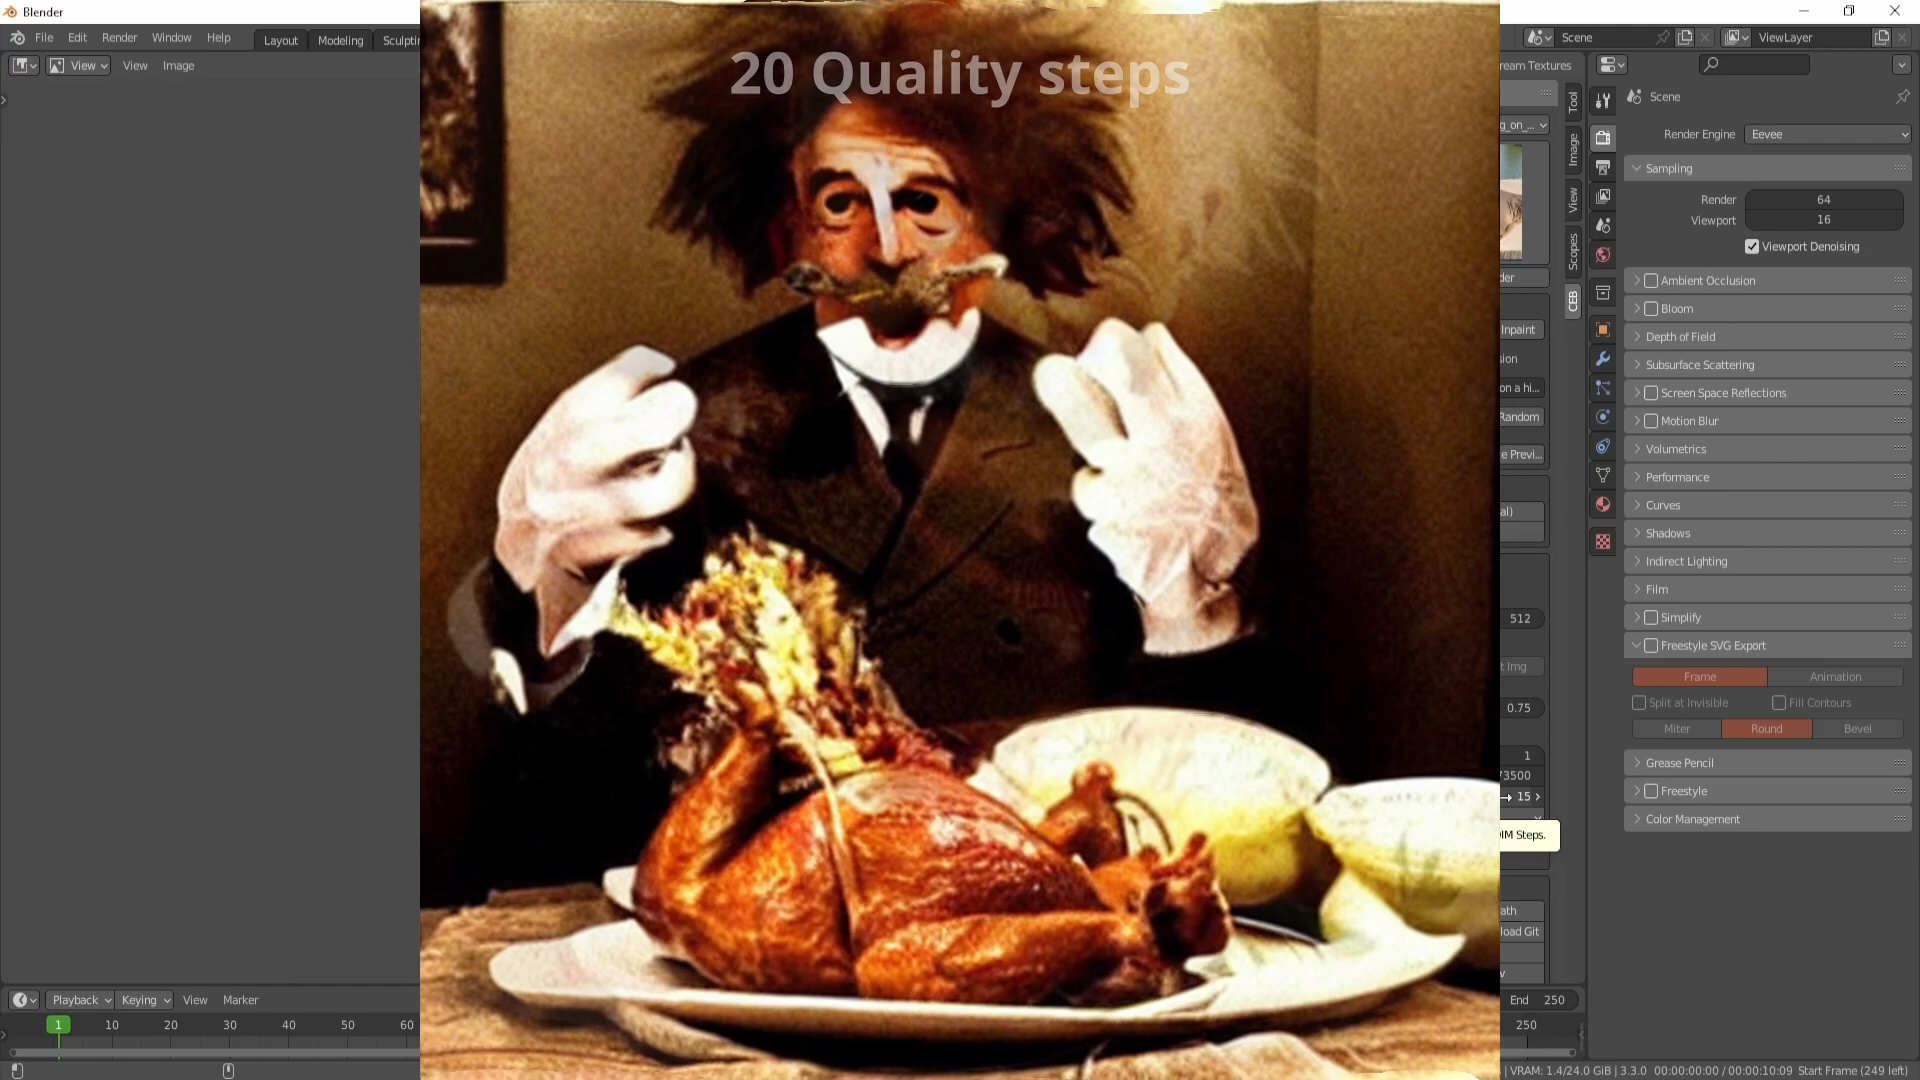 Blender
File Edit Render Window Help Layout Modeling
Scene ViewLayer
View View Image
20 Quality steps
Tool
Image
View
Scopes
CEB
Inpaint
Random
512
0.75
1
3500
15
Steps.
Scene
Render Engine Eevee
Sampling
Render 64
Viewport 16
Viewport Denoising
Ambient Occlusion
Bloom
Depth of Field
Subsurface Scattering
Screen Space Reflections
Motion Blur
Volumetrics
Performance
Curves
Shadows
Indirect Lighting
Film
Simplify
Freestyle SVG Export
Frame Animation
Split at Invisible Fill Contours
Miter Round Bevel
Grease Pencil
Freestyle
Color Management
Playback Keying View Marker
End 250
1 10 20 30 40 50 60 250
VRAM: 1.4/24.0 GiB | 3.3.0 00:00:00:00 / 00:00:10:09 Start Frame (249 left)